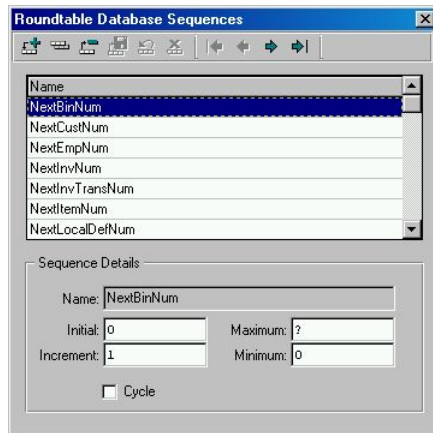 Roundtable Database Sequences
Name
NextBinNum
NextCustNum
NextEmpNum
NextInvNum
NextInvTransNum
NextItemNum
NextLocalDefNum
Sequence Details
Name: NextBinNum
Initial: 0 Maximum: ?
Increment: 1 Minimum: 0
Cycle